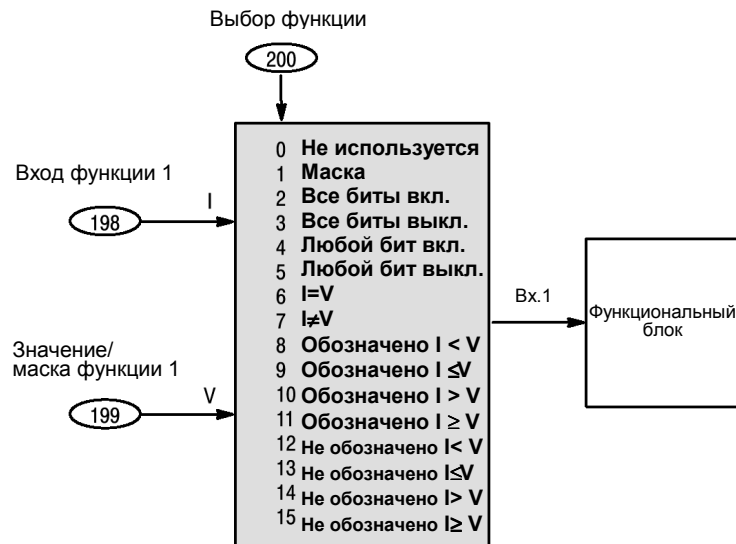 Выбор функции
200
0 Не используется
1 Маска
2 Все биты вкл.
3 Все биты выкл.
4 Любой бит вкл.
5 Любой бит выкл.
6 I=V
7 I≠V
8 Обозначено I < V
9 Обозначено I ≤V
10 Обозначено I > V
11 Обозначено I ≥ V
12 Не обозначено I< V
13 Не обозначено I≤V
14 Не обозначено I> V
15 Не обозначено I≥ V
Вход функции 1
198
I
Значение/
маска функции 1
199
V
Вх.1
Функциональный
блок